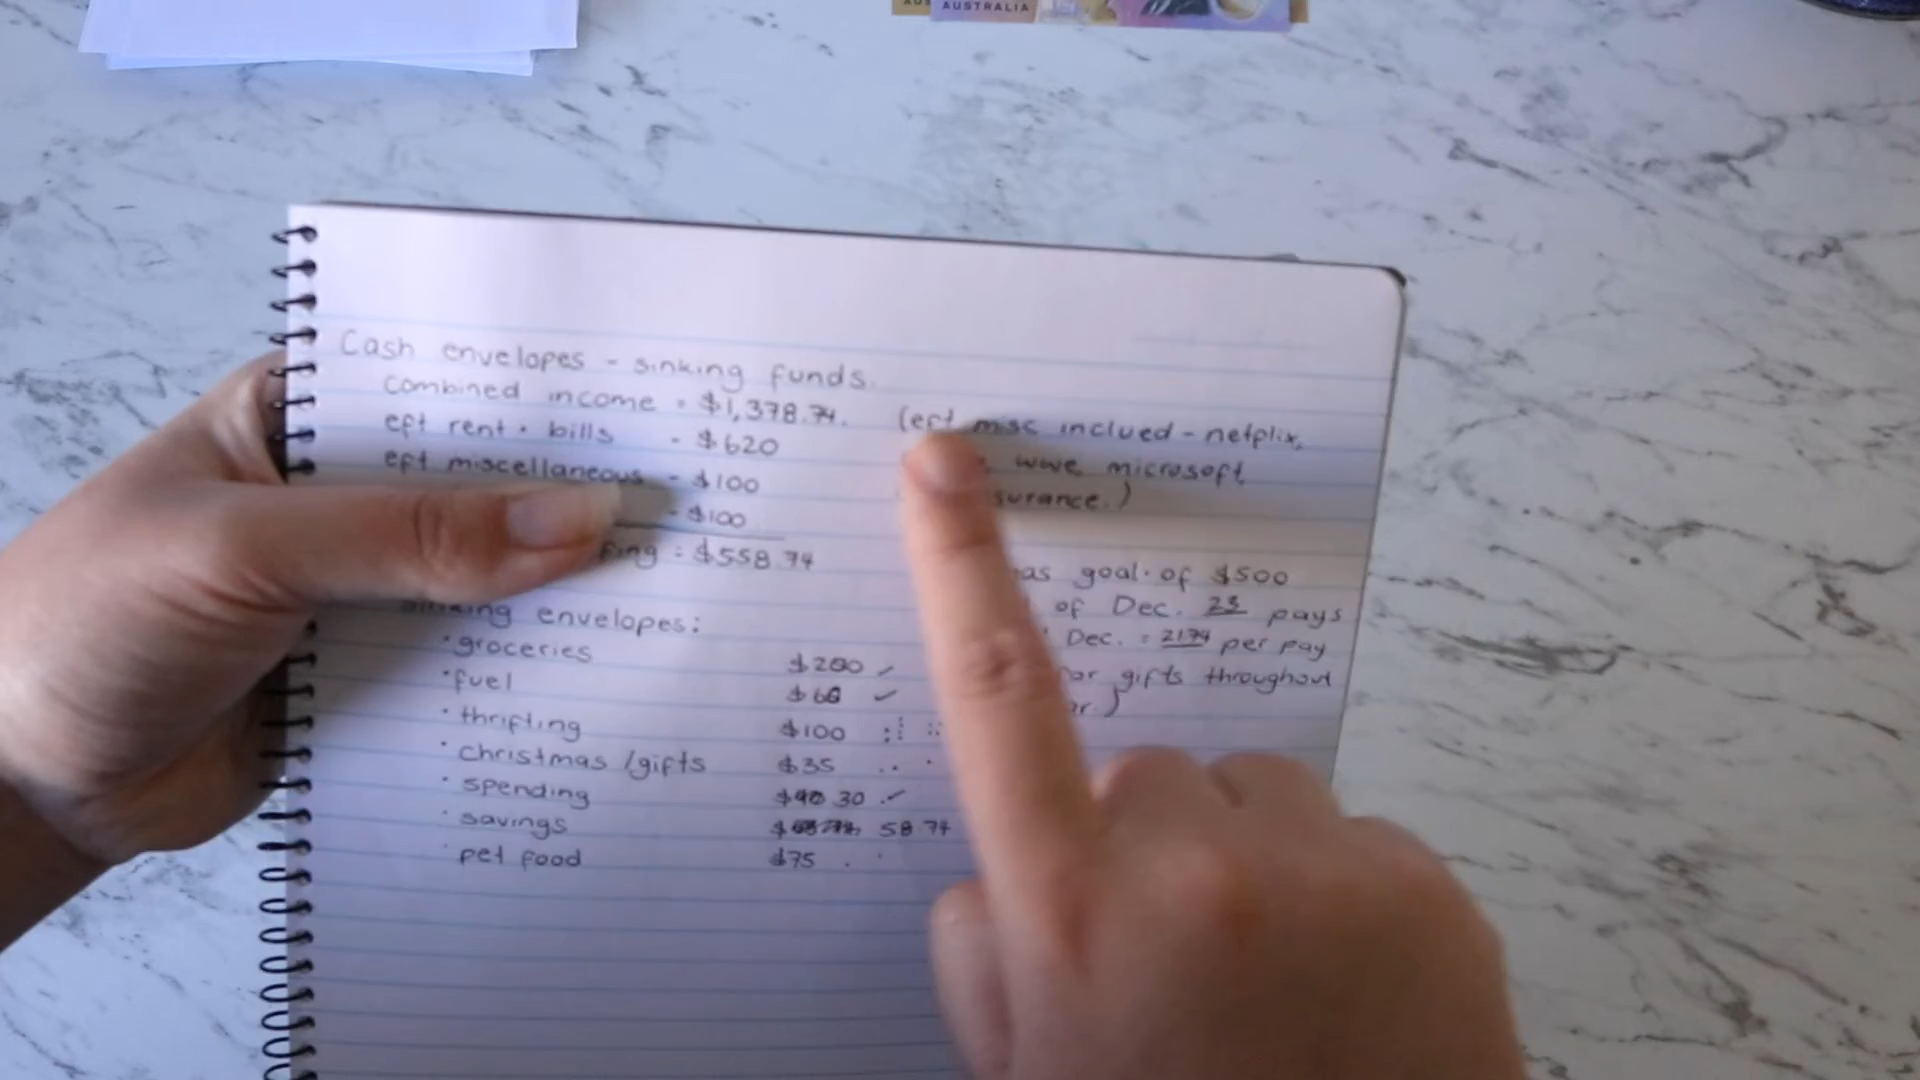 AUSTRALIA
Cash envelopes - sinking funds.
Combined income = $1,378.74.
eft rent + bills - $620
eft miscellaneous - $100
- $100
: $558.74
sinking envelopes:
· groceries $200 ✓
· fuel $60 ✓
· thrifting $100
· christmas /gifts $35
· spending 30 ✓
· savings 58.74
· pet food $75
(eft misc inclued - netflix,
wwe microsoft
)
goal of $500
of Dec. 23 pays
Dec. = 21.74 per pay
gifts throughout